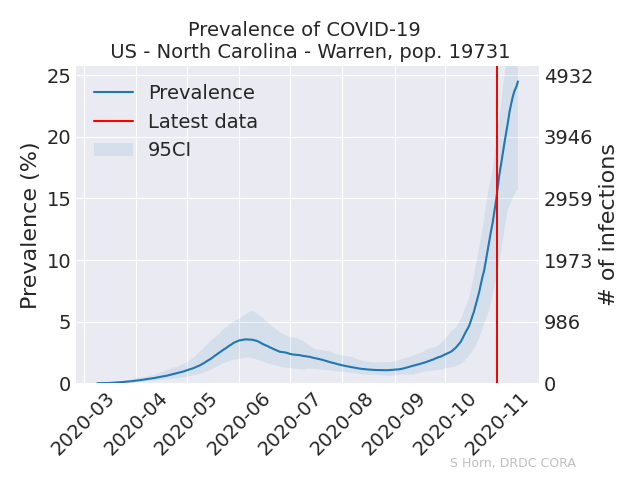 Prevalence of COVID-19
US - North Carolina - Warren, pop. 19731
Prevalence
Latest data
95CI
Prevalence (%)
25
20
15
10
5
0
4932
3946
2959
1973
986
0
# of infections
2020-03
2020-04
2020-05
2020-06
2020-07
2020-08
2020-09
2020-10
2020-11
S Horn, DRDC CORA